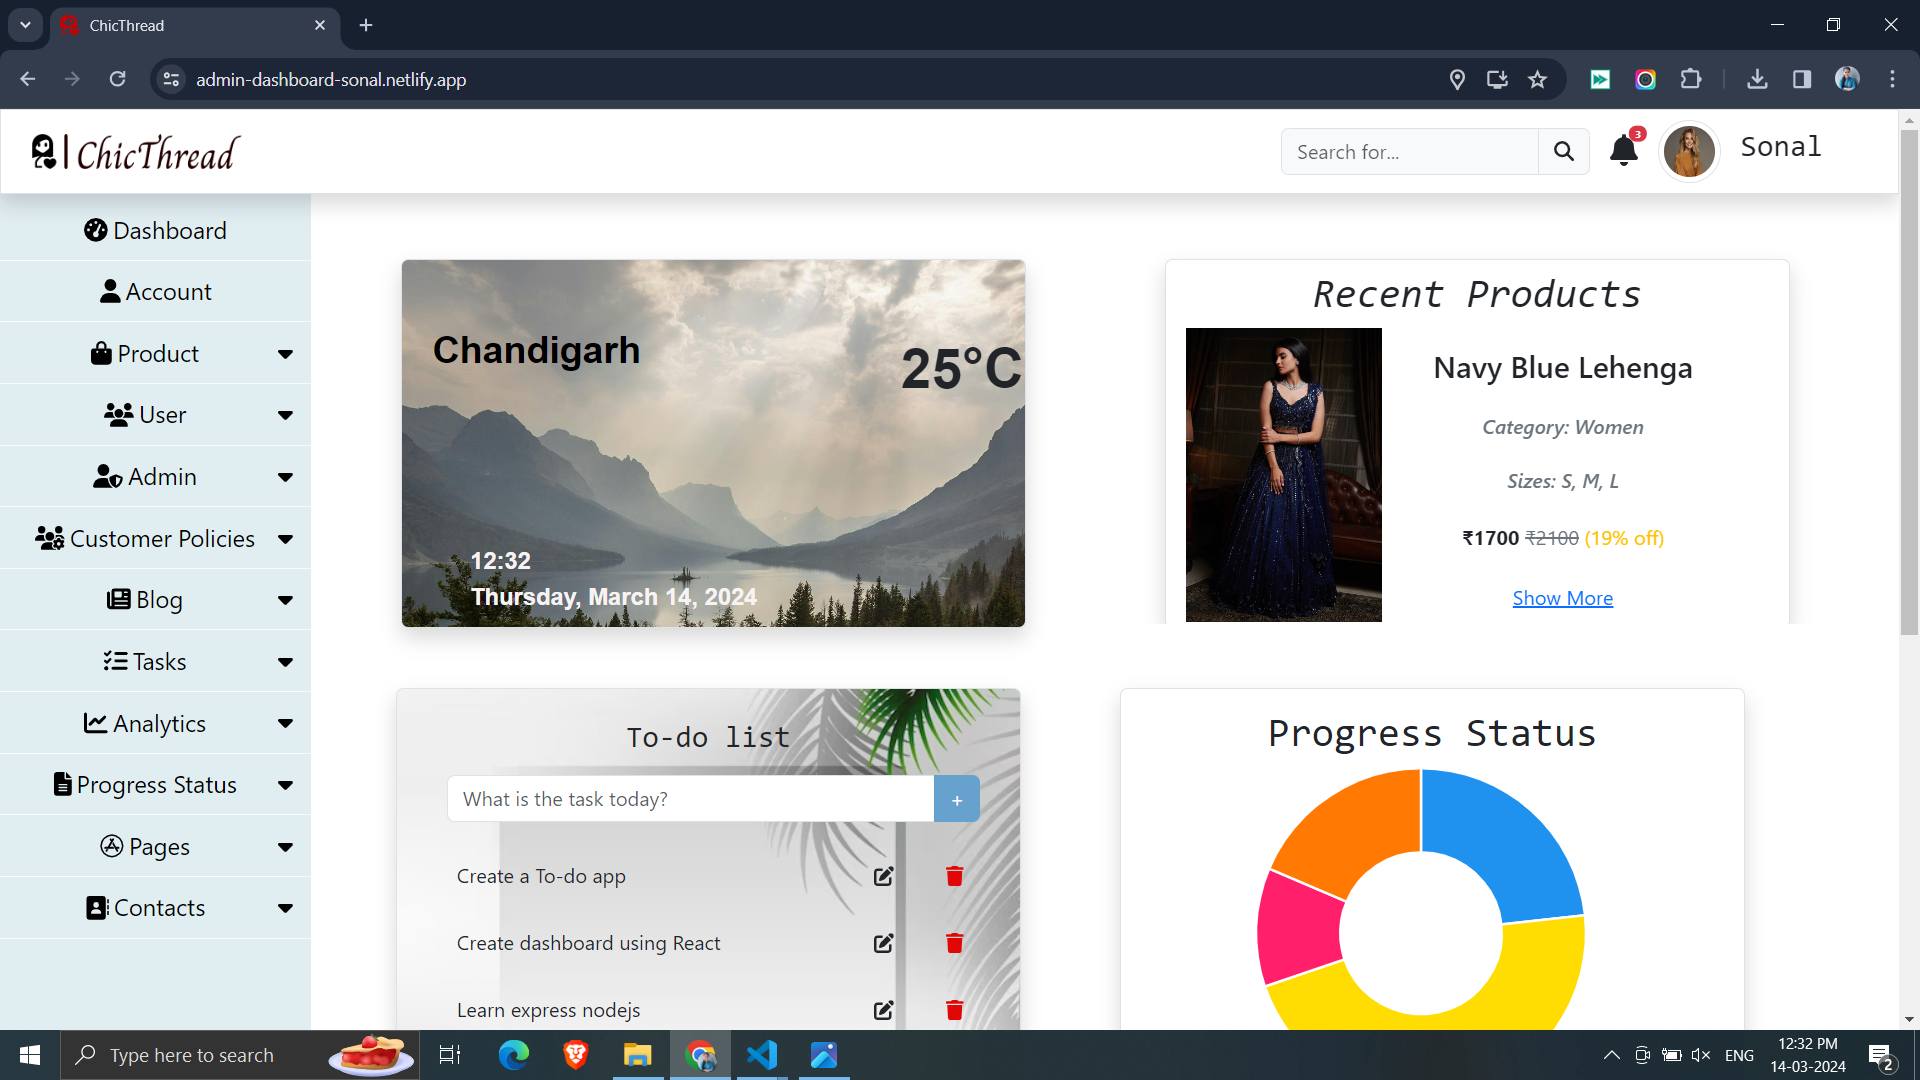 ChicThread
admin-dashboard-sonal.netlify.app
ChicThread
Search for...
3
Sonal
Dashboard
Account
Product
User
Admin
Customer Policies
Blog
Tasks
Analytics
Progress Status
Pages
Contacts
Chandigarh
25°C
12:32
Thursday, March 14, 2024
Recent Products
Navy Blue Lehenga
Category: Women
Sizes: S, M, L
₹1700 ₹2100 (19% off)
Show More
To-do list
What is the task today?
+
Create a To-do app
Create dashboard using React
Learn express nodejs
Progress Status
Type here to search
ENG
12:32 PM
14-03-2024
2